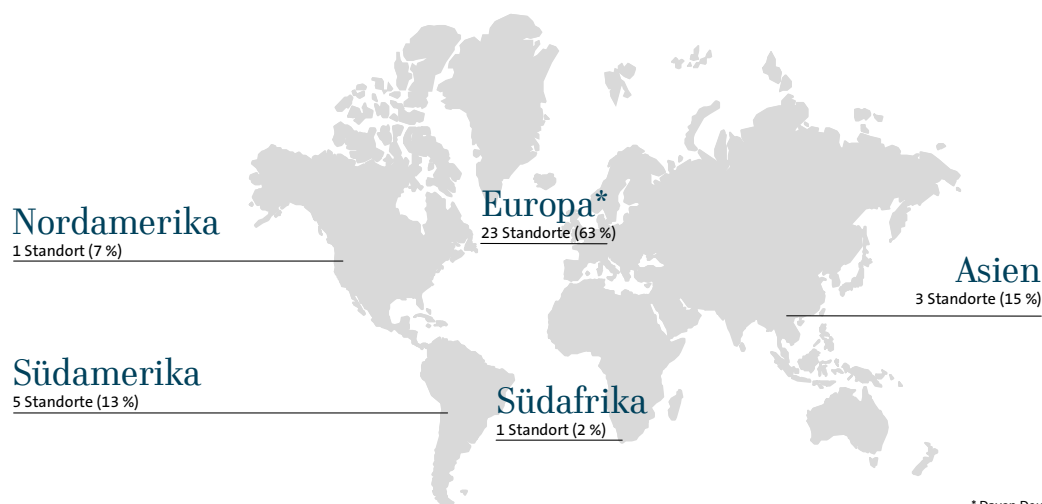 Europa*
23 Standorte (63 %)
Nordamerika
1 Standort (7 %)
Asien
3 Standorte (15 %)
Südamerika
5 Standorte (13 %)
Südafrika
1 Standort (2 %)